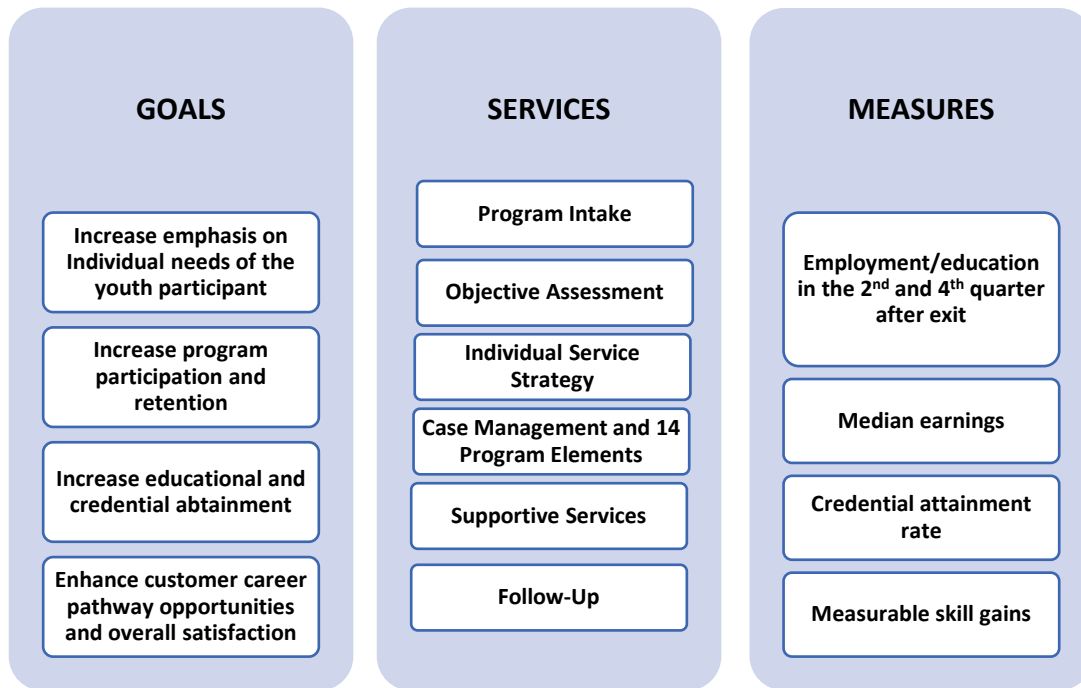 GOALS
Increase emphasis on
Individual needs of the
youth participant
Increase program
participation and
retention
Increase educational and
credential abtainment
Enhance customer career
pathway opportunities
and overall satisfaction
SERVICES
Program Intake
Objective Assessment
Individual Service
Strategy
Case Management and 14
Program Elements
Supportive Services
Follow-Up
MEASURES
Employment/education
in the 2nd and 4th quarter
after exit
Median earnings
Credential attainment
rate
Measurable skill gains